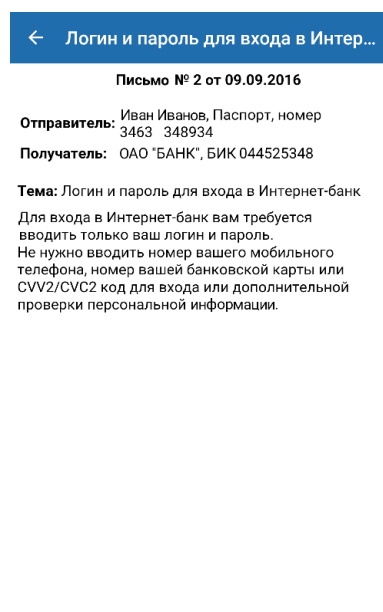 Логин и пароль для входа в Интер...
Письмо № 2 от 09.09.2016
Отправитель: Иван Иванов, Паспорт, номер
3463 348934
Получатель: ОАО "БАНК", БИК 044525348
Тема: Логин и пароль для входа в Интернет-банк
Для входа в Интернет-банк вам требуется
вводить только ваш логин и пароль.
Не нужно вводить номер вашего мобильного
телефона, номер вашей банковской карты или
CVV2/CVC2 код для входа или дополнительной
проверки персональной информации.